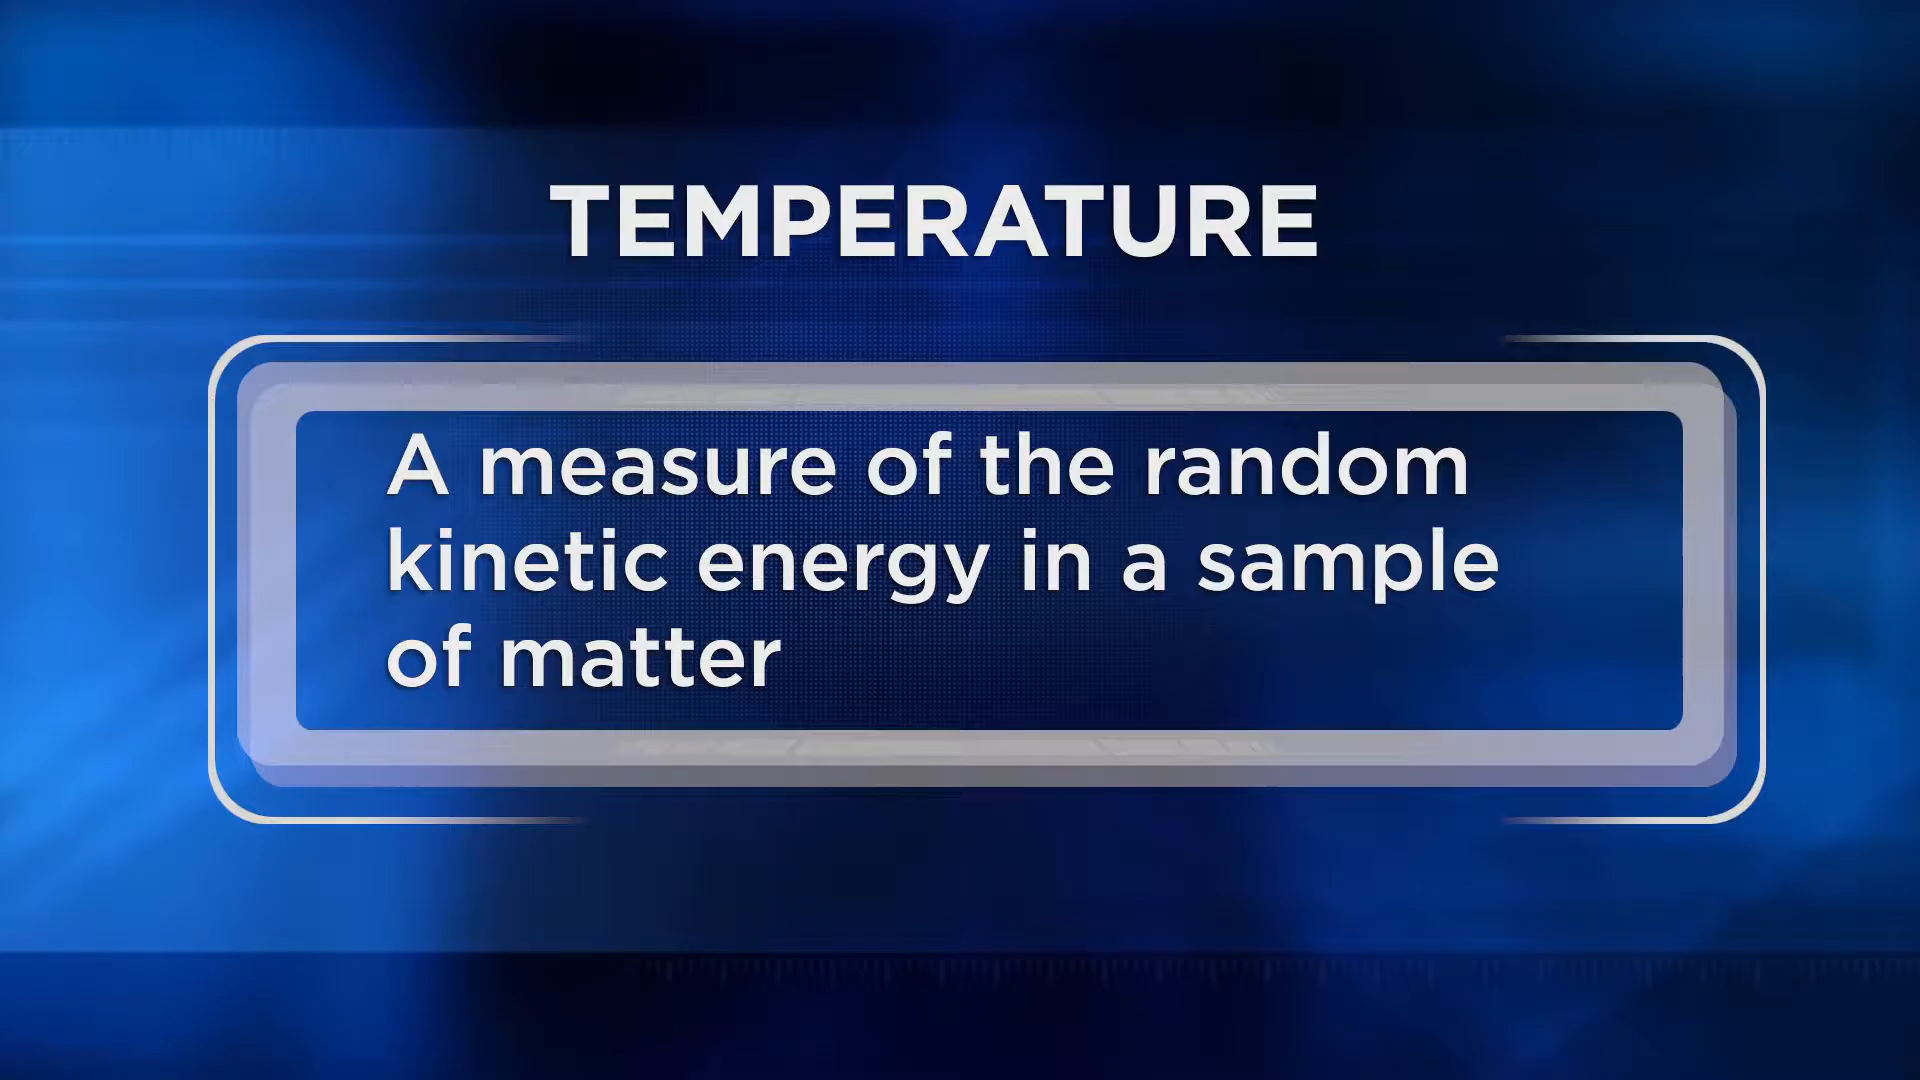 TEMPERATURE
A measure of the random
kinetic energy in a sample
of matter